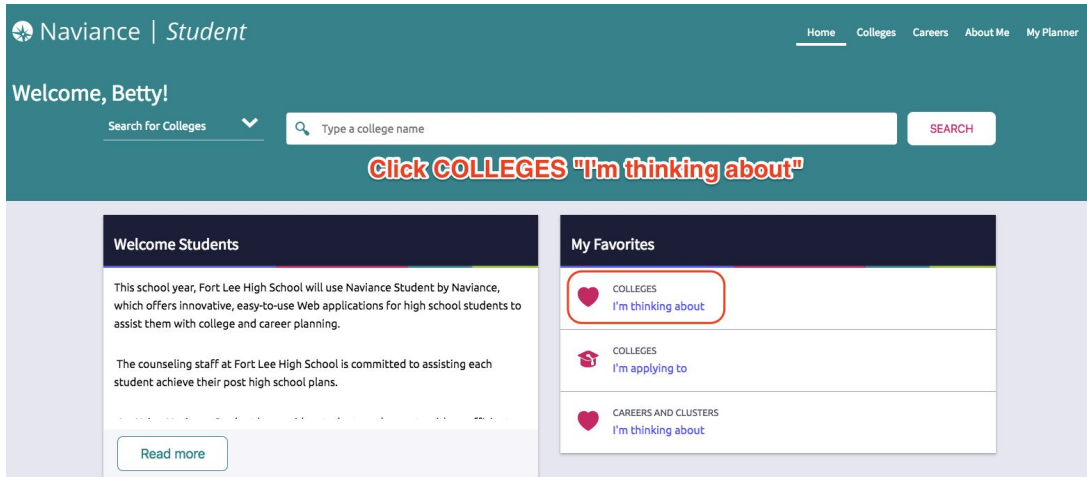 Naviance | Student
Home Colleges Careers About Me My Planner
Welcome, Betty!
Search for Colleges
Type a college name
SEARCH
Click COLLEGES "I'm thinking about"
Welcome Students
This school year, Fort Lee High School will use Naviance Student by Naviance,
which offers innovative, easy-to-use Web applications for high school students to
assist them with college and career planning.
The counseling staff at Fort Lee High School is committed to assisting each
student achieve their post high school plans.
Read more
My Favorites
COLLEGES
I'm thinking about
COLLEGES
I'm applying to
CAREERS AND CLUSTERS
I'm thinking about